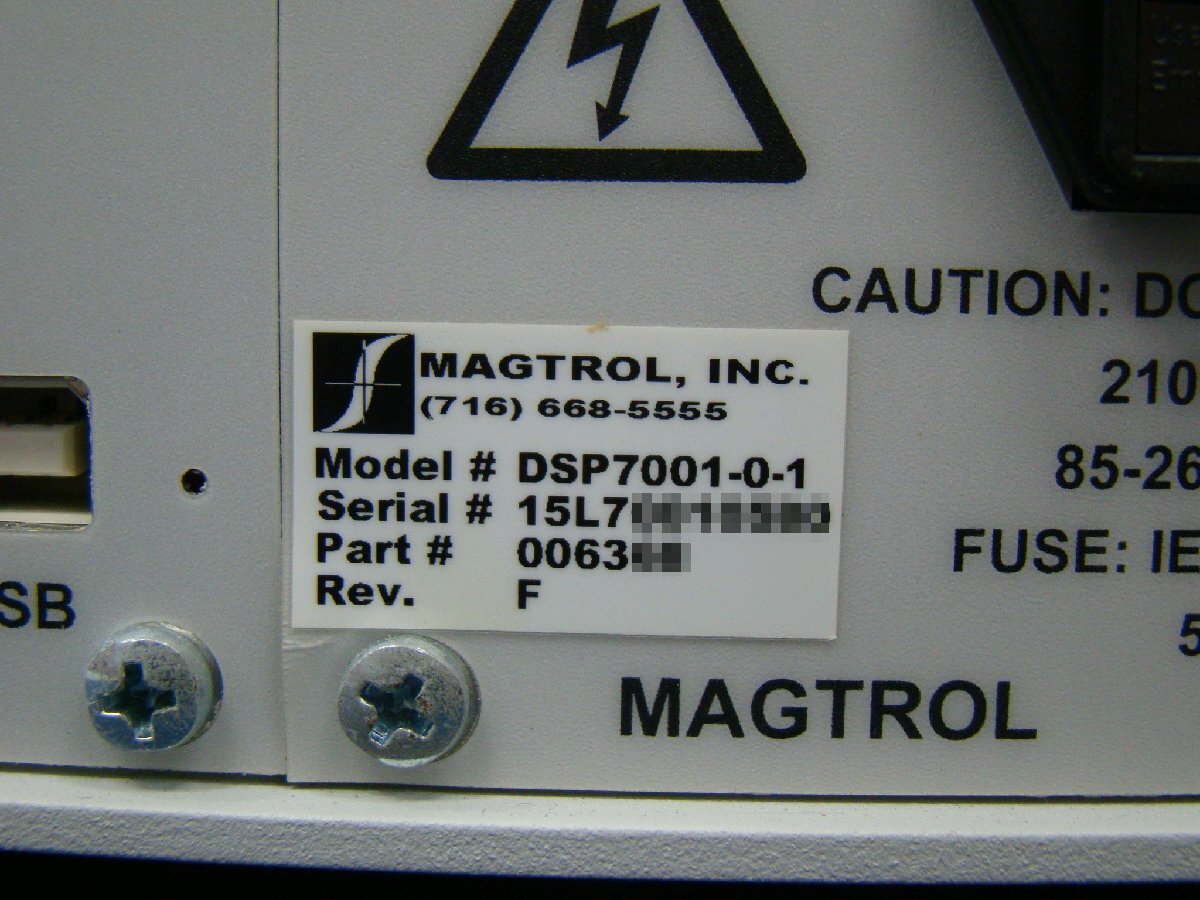 CAUTION: DO
210
85-26
FUSE: IE
5
MAGTROL, INC.
(716) 668-5555
Model # DSP7001-0-1
Serial # 15L7
Part # 0063
Rev. F
SB
MAGTROL